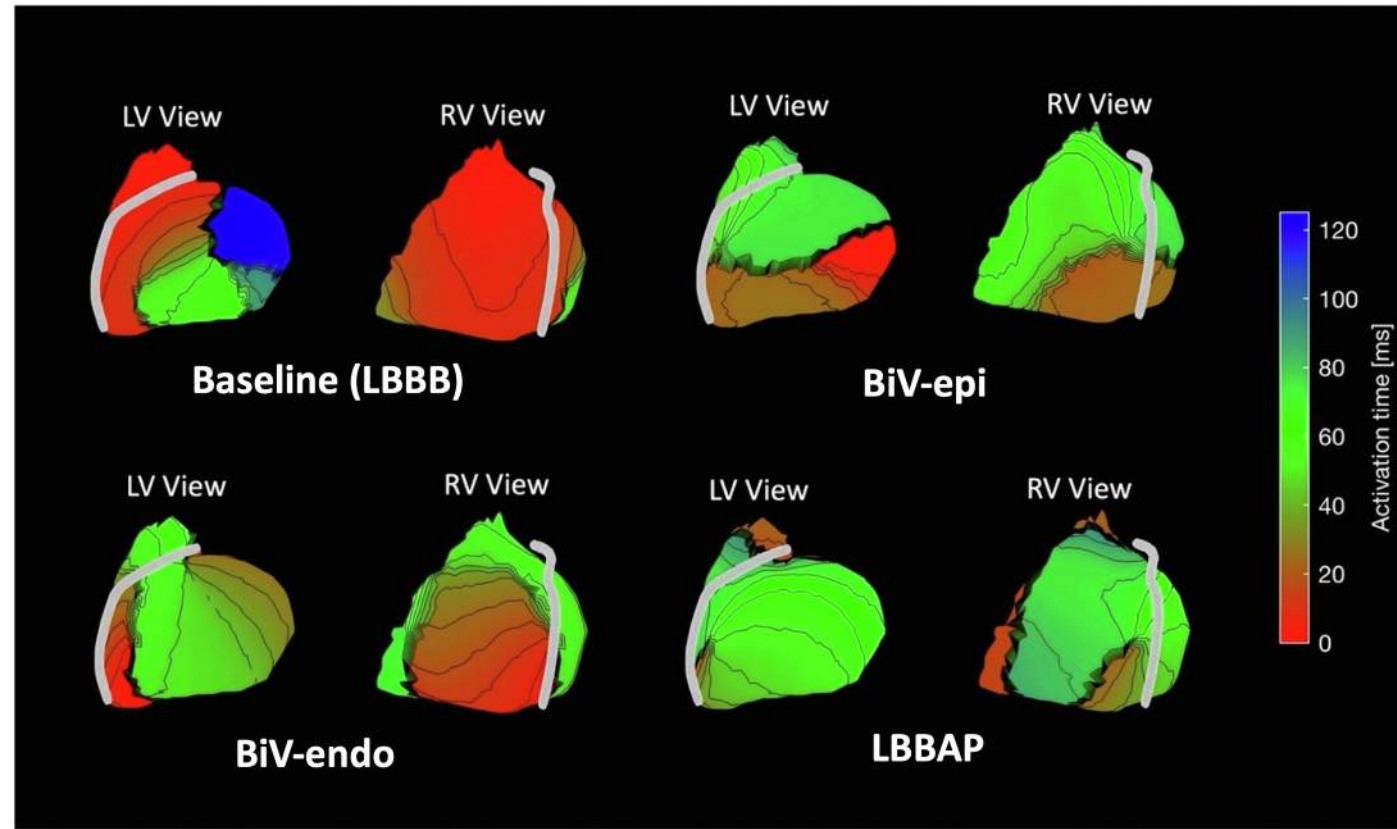 LV View
RV View
Baseline (LBBB)
LV View
RV View
BiV-epi
LV View
RV View
BiV-endo
LV View
RV View
LBBAP
120
100
80
60
40
20
0
Activation time [ms]